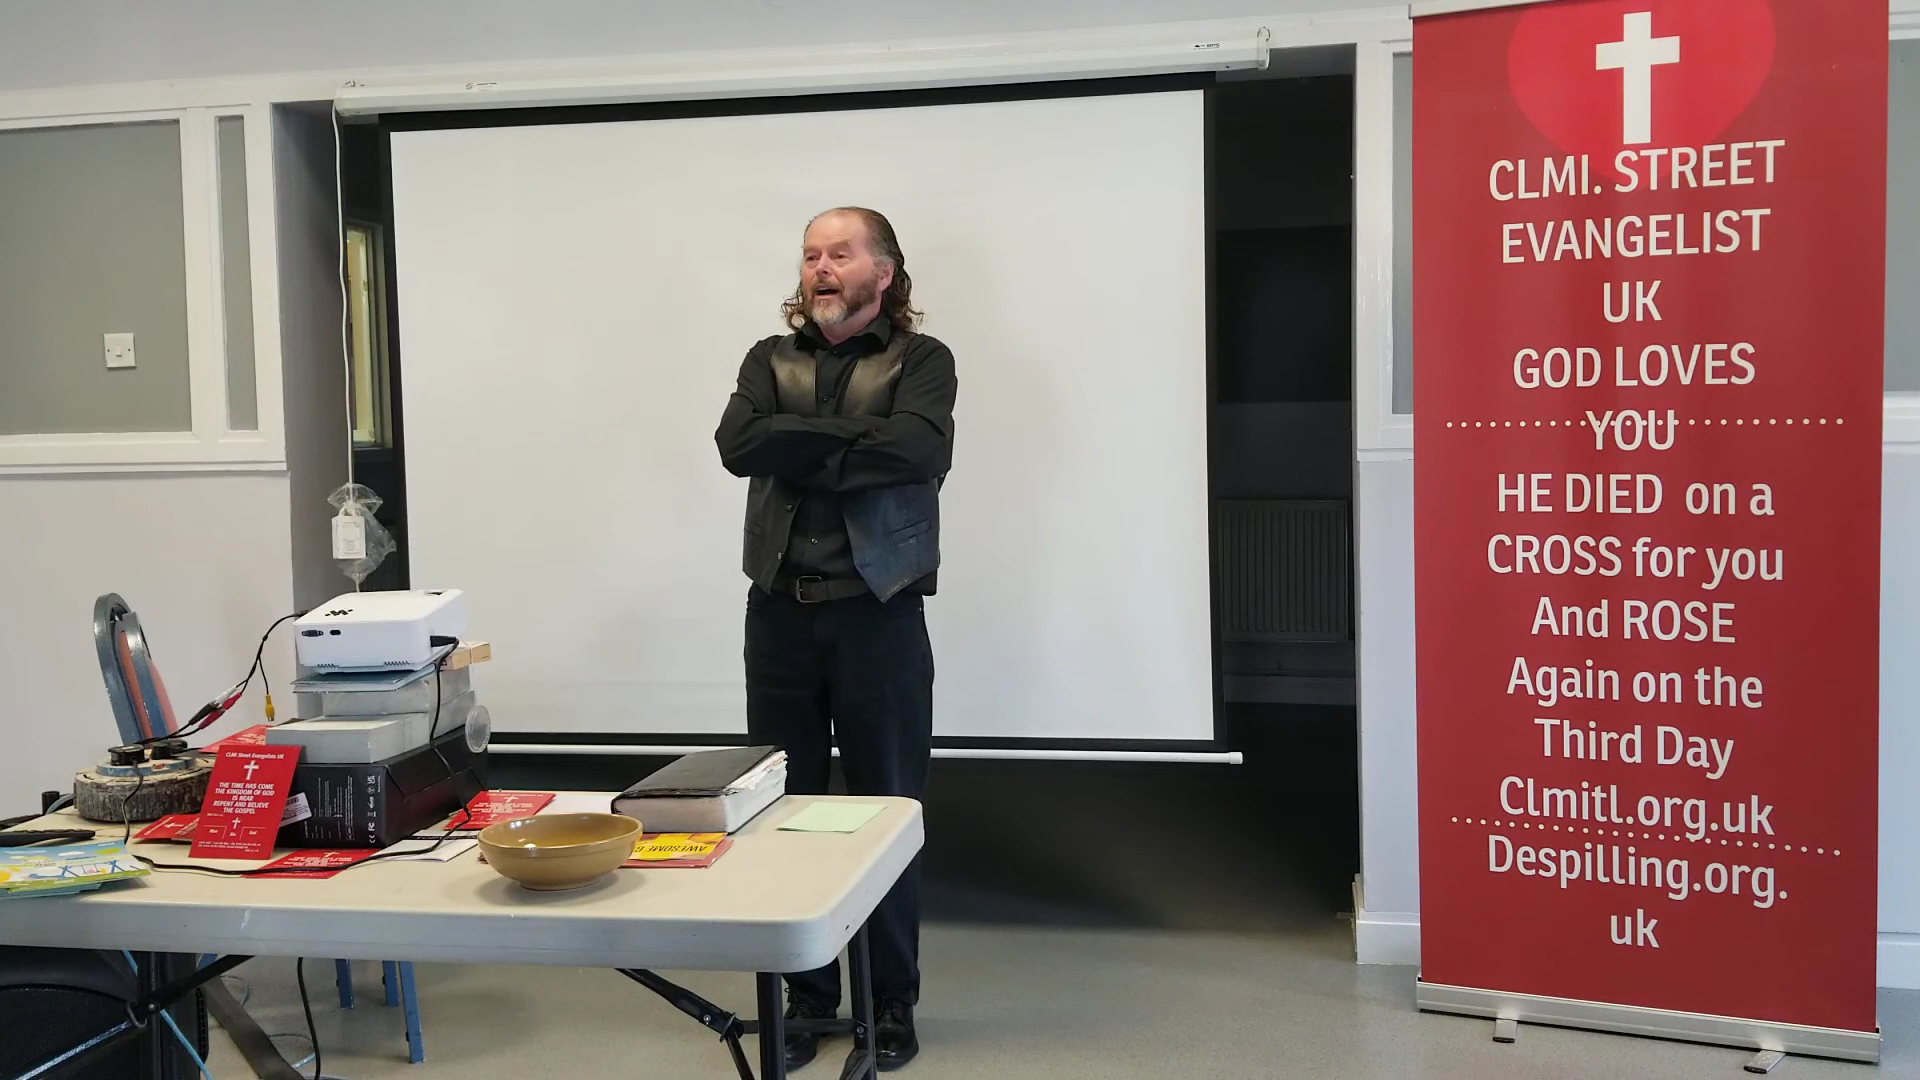 CLMI. STREET
EVANGELIST
UK
GOD LOVES
YOU
HE DIED on a
CROSS for you
And ROSE
Again on the
Third Day
Clmitl.org.uk
Despilling.org.
uk
CLMI Street Evangelists UK
THE TIME HAS COME
THE KINGDOM OF GOD
IS NEAR
REPENT AND BELIEVE
THE GOSPEL
AWESOME